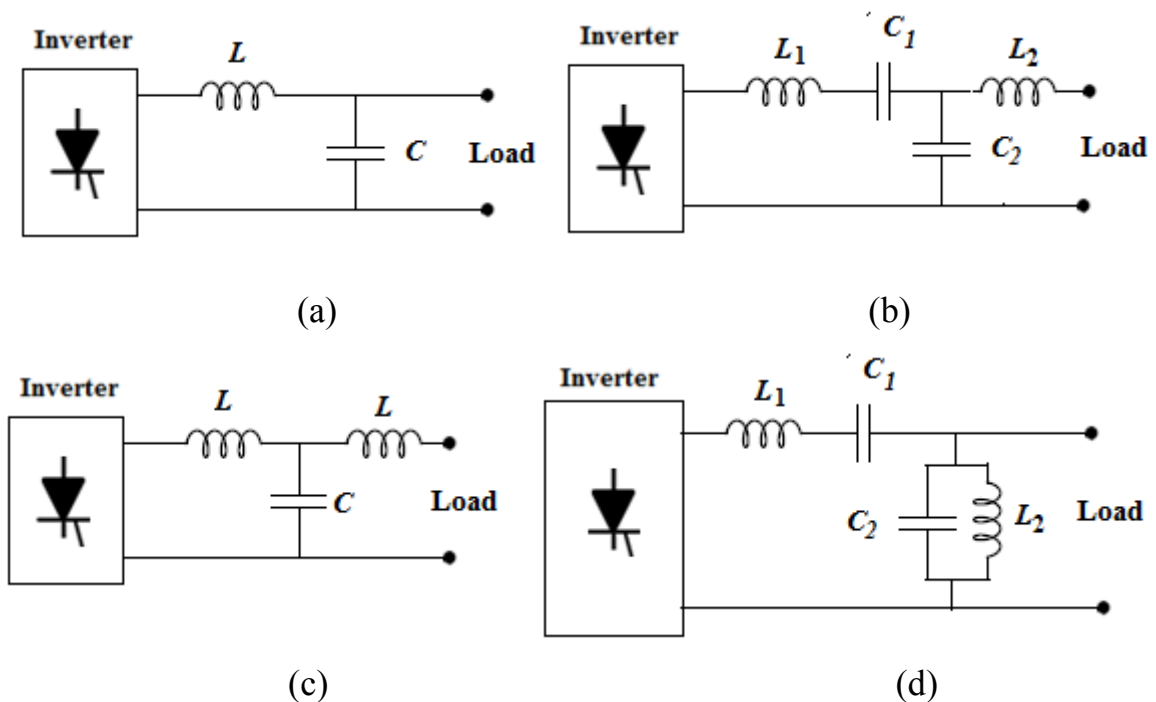 Inverter
L
C
Load
(a)
Inverter
L1
C1
L2
C2
Load
(b)
Inverter
L
L
C
Load
(c)
Inverter
L1
C1
C2
L2
Load
(d)